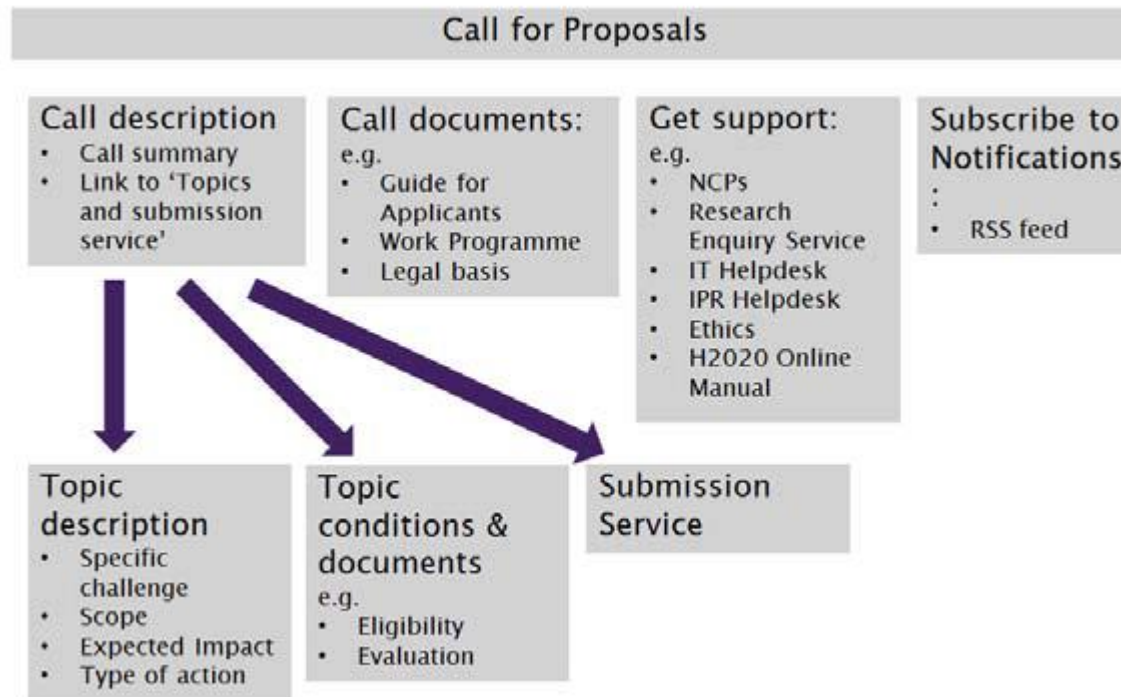 Call for Proposals
Call description
• Call summary
• Link to ‘Topics
and submission
service’
Call documents:
e.g.
• Guide for
Applicants
• Work Programme
• Legal basis
Get support:
e.g.
• NCPs
• Research
Enquiry Service
• IT Helpdesk
• IPR Helpdesk
• Ethics
• H2020 Online
Manual
Subscribe to
Notifications
:
• RSS feed
Topic
description
• Specific
challenge
• Scope
• Expected Impact
• Type of action
Topic
conditions &
documents
e.g.
• Eligibility
• Evaluation
Submission
Service